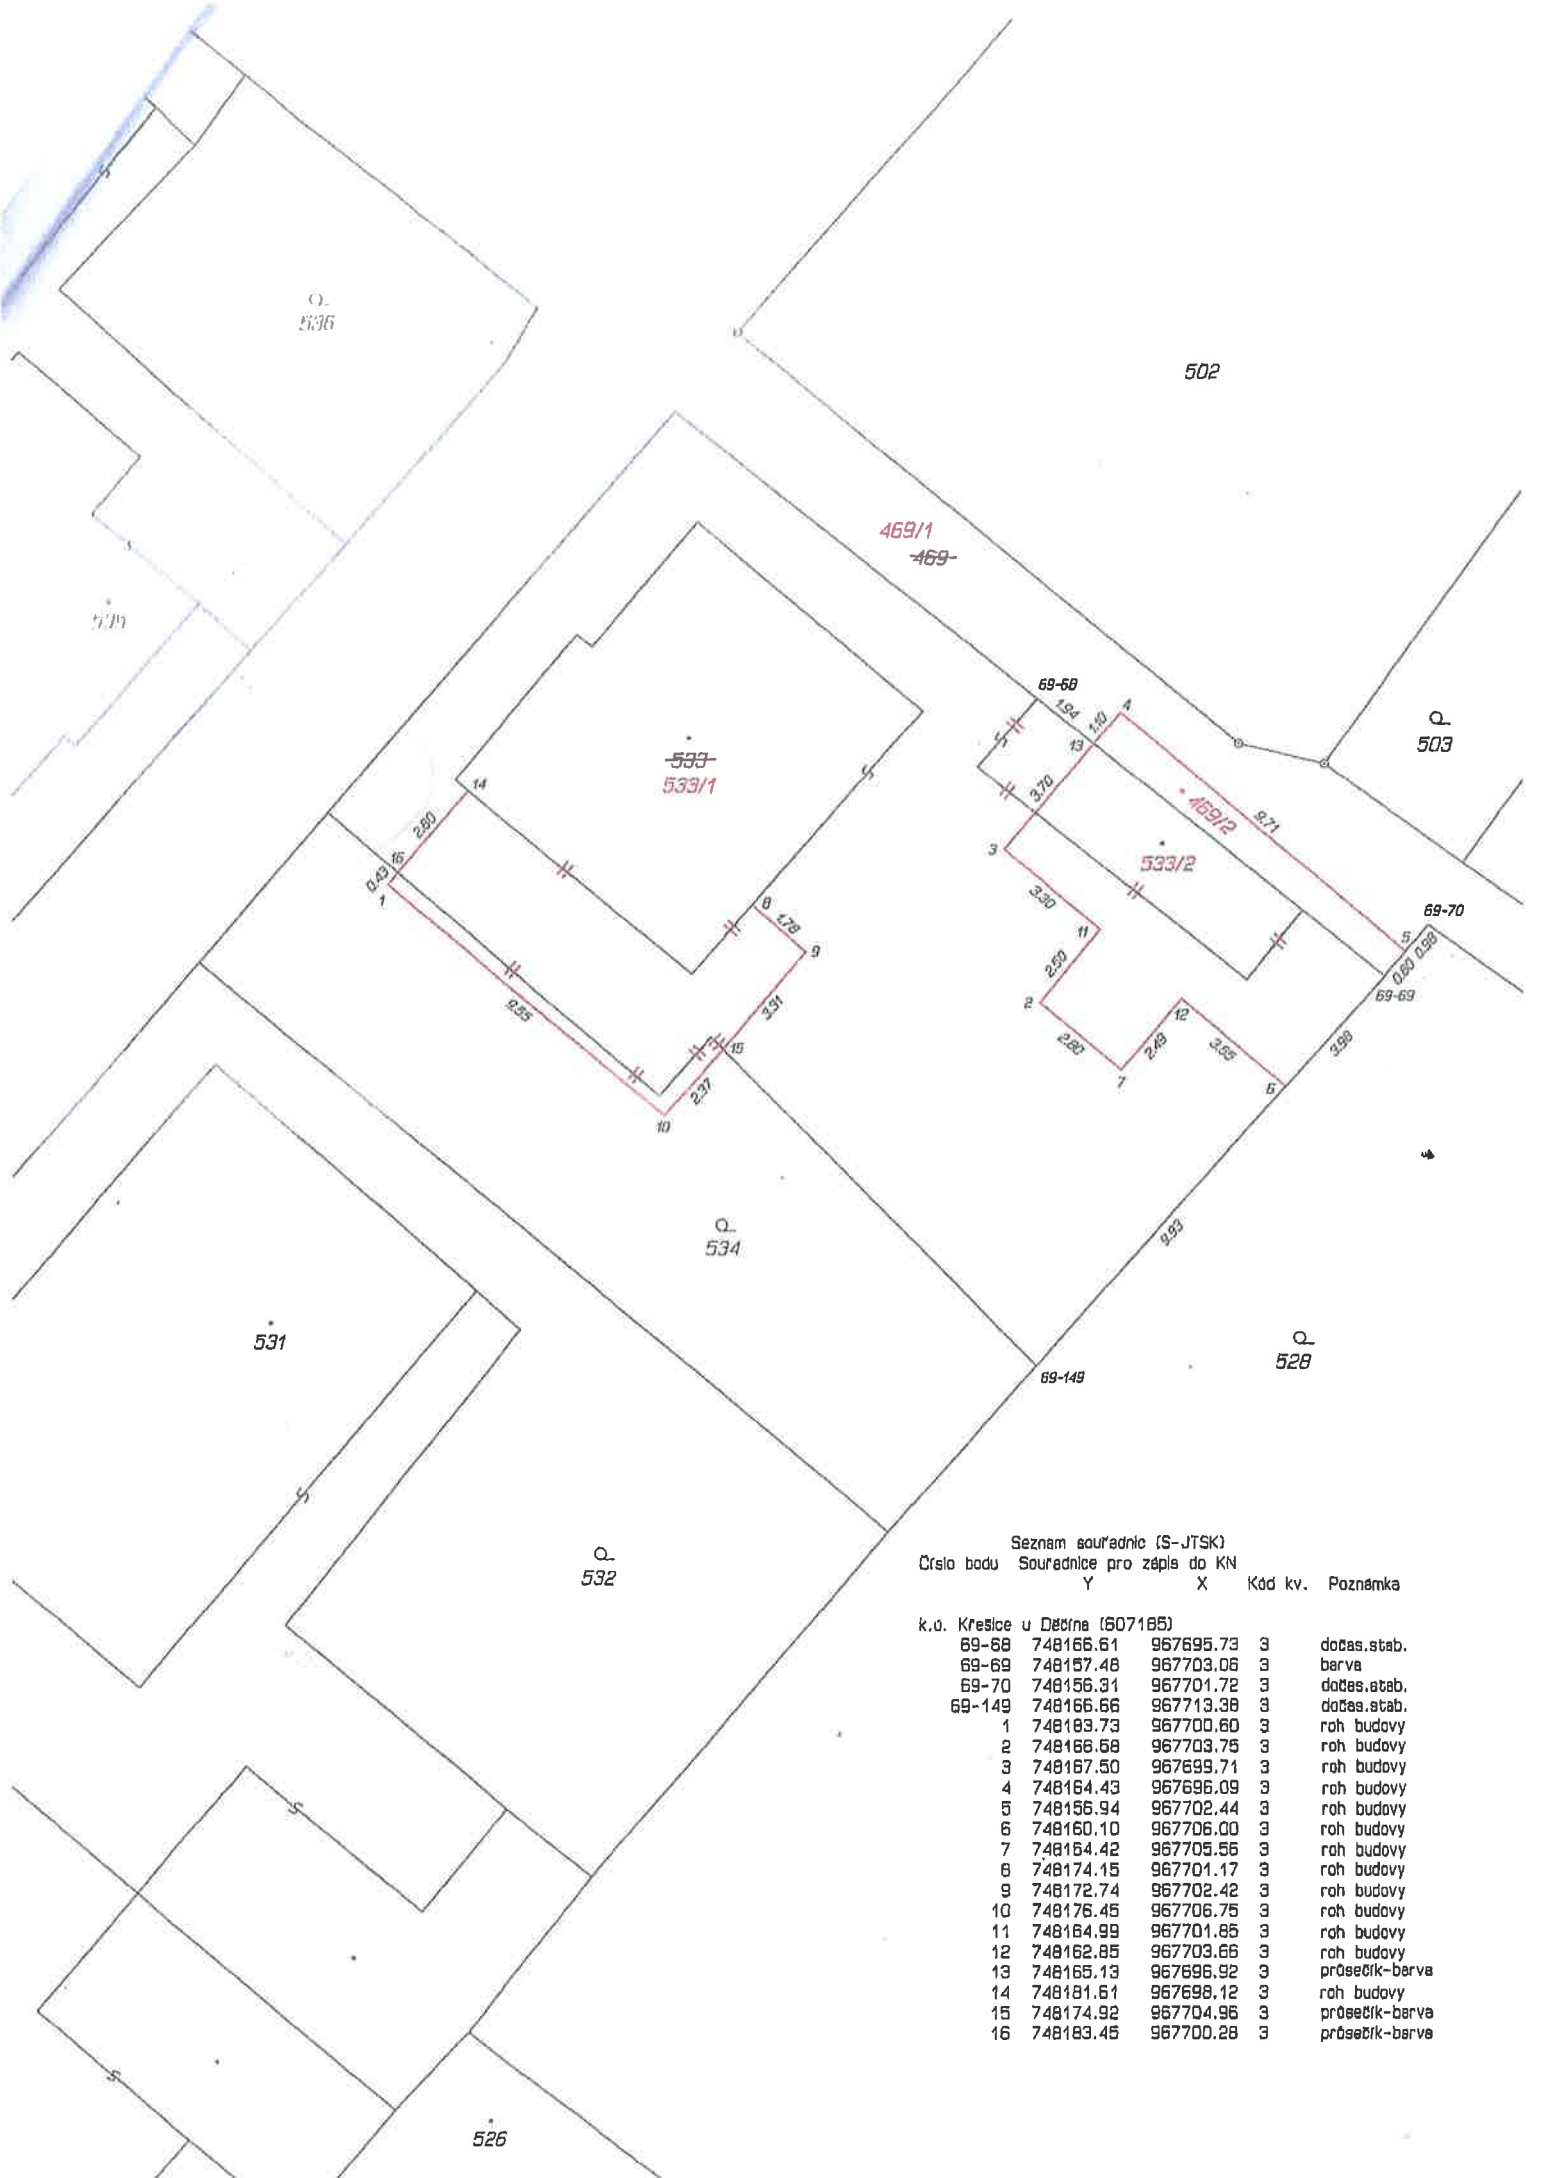 536
502
469/1
469
535
69-68
1.94
4
1.10
13
503
533
533/1
14
3.70
469/2
9.71
2.80
3
533/2
16
0.43
1
3.30
8
1.78
69-70
11
5
0.98
9
0.60
2.50
69-69
2
12
9.55
3.31
2.80
2.49
3.65
3.98
15
7
6
2.37
10
534
9.93
531
528
69-149
532
Seznam souřadnic (S-JTSK)
Číslo bodu Souřadnice pro zápis do KN
Y X Kód kv. Poznámka
k.ú. Křešice u Děčína (607185)
69-68 748166.61 967695.73 3 dočas.stab.
69-69 748157.48 967703.06 3 barva
69-70 748156.31 967701.72 3 dočas.stab.
69-149 748166.66 967713.38 3 dočas.stab.
1 748183.73 967700.60 3 roh budovy
2 748166.58 967703.75 3 roh budovy
3 748167.50 967699.71 3 roh budovy
4 748164.43 967696.09 3 roh budovy
5 748156.94 967702.44 3 roh budovy
6 748160.10 967706.00 3 roh budovy
7 748164.42 967705.56 3 roh budovy
8 748174.15 967701.17 3 roh budovy
9 748172.74 967702.42 3 roh budovy
10 748176.45 967706.75 3 roh budovy
11 748164.99 967701.85 3 roh budovy
12 748162.85 967703.66 3 roh budovy
13 748165.13 967696.92 3 průsečík-barva
14 748181.61 967698.12 3 roh budovy
15 748174.92 967704.96 3 průsečík-barva
16 748183.45 967700.28 3 průsečík-barva
526